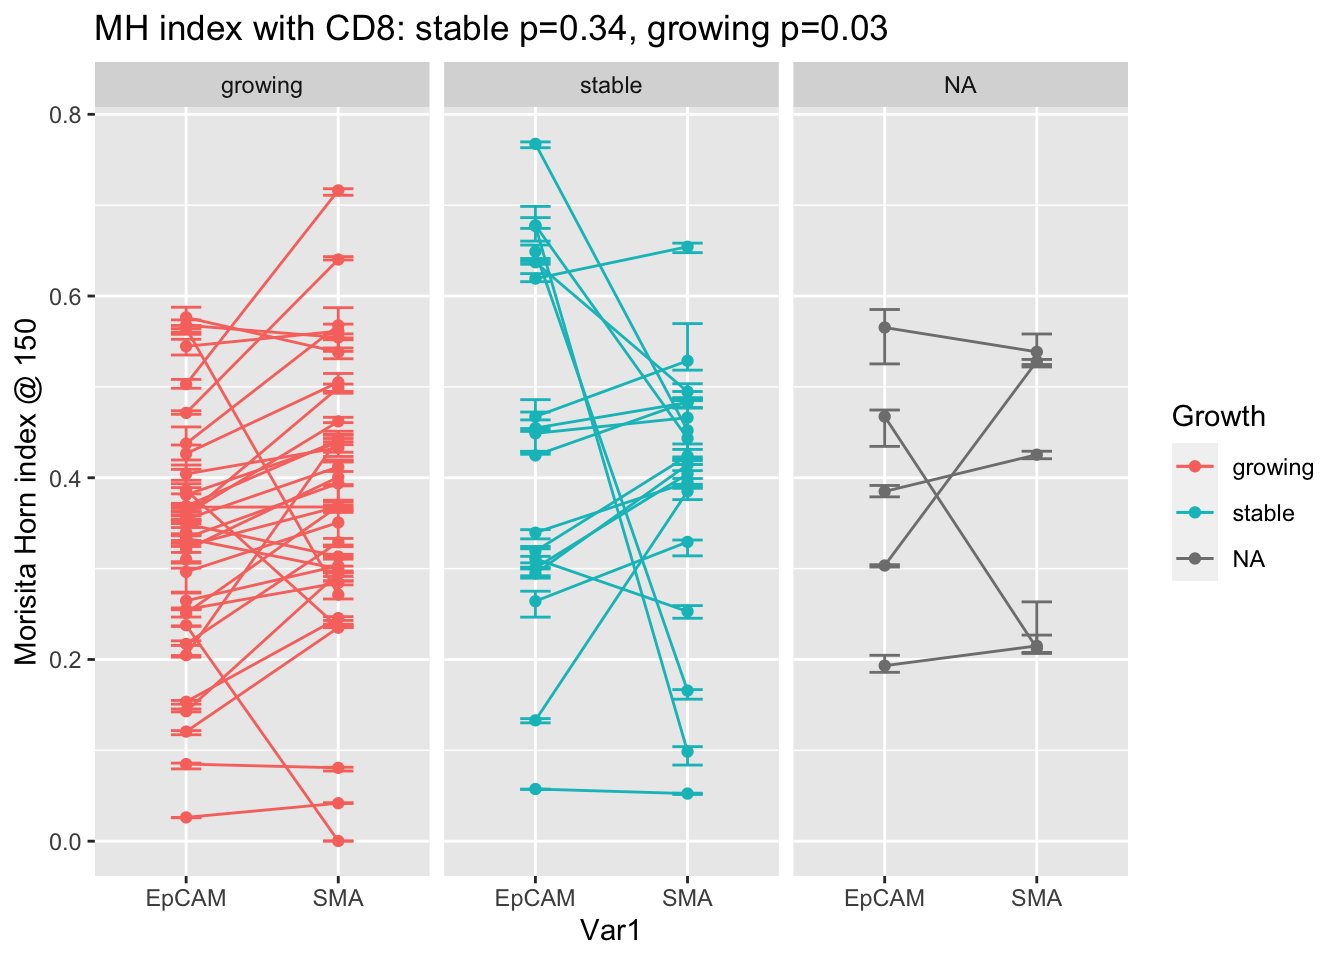 MH index with CD8: stable p=0.34, growing p=0.03
growing
stable
NA
Morisita Horn index @ 150
0.8
0.6
0.4
0.2
0.0
EpCAM
SMA
EpCAM
SMA
EpCAM
SMA
Var1
Growth
growing
stable
NA